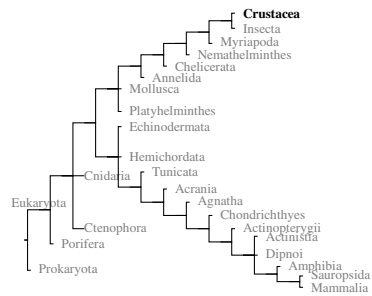 Crustacea
Insecta
Myriapoda
Nemathelminthes
Chelicerata
Annelida
Mollusca
Platyhelminthes
Echinodermata
Hemichordata
Tunicata
Cnidaria
Acrania
Agnatha
Eukaryota
Chondrichthyes
Ctenophora
Actinopterygii
Actinistia
Porifera
Dipnoi
Amphibia
Prokaryota
Sauropsida
Mammalia